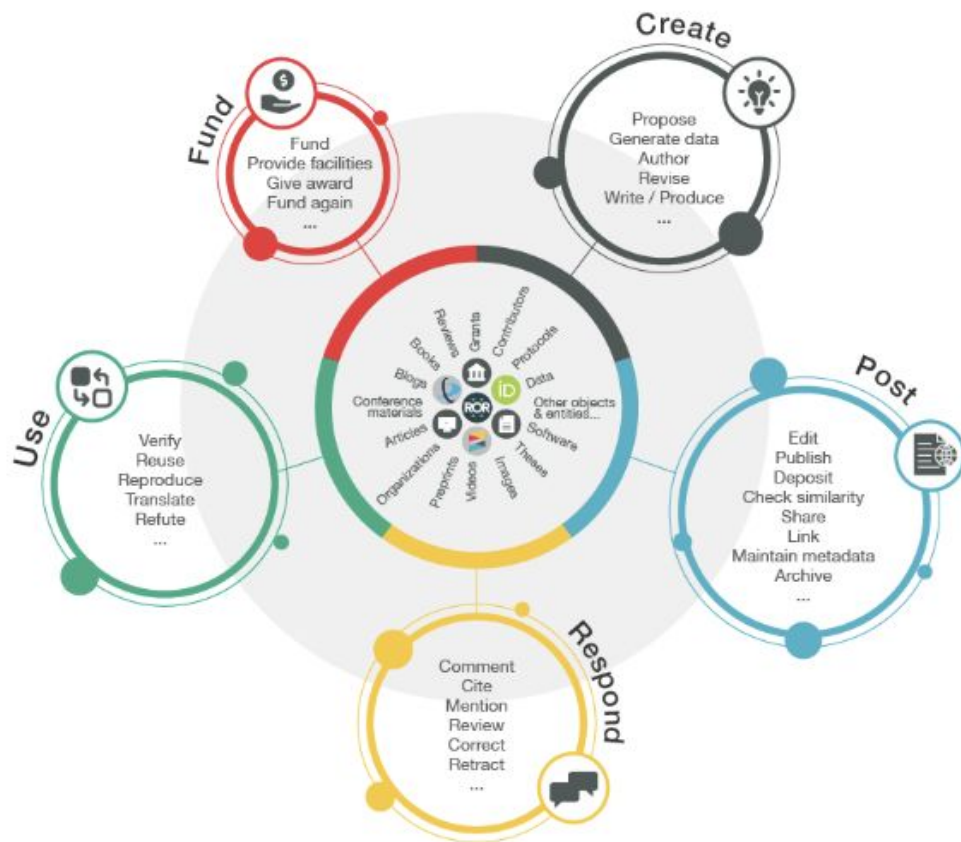 Fund
Fund
Provide facilities
Give award
Fund again
...
Create
Propose
Generate data
Author
Revise
Write / Produce
...
Post
Edit
Publish
Deposit
Check similarity
Share
Link
Maintain metadata
Archive
...
Respond
Comment
Cite
Mention
Review
Correct
Retract
...
Use
Verify
Reuse
Reproduce
Translate
Refute
...
Grants
Contributors
Protocols
Data
Other objects
& entities...
Software
Theses
Images
Videos
Preprints
Organizations
Articles
Conference
materials
Blogs
Books
Reviews
iD
ROR
$